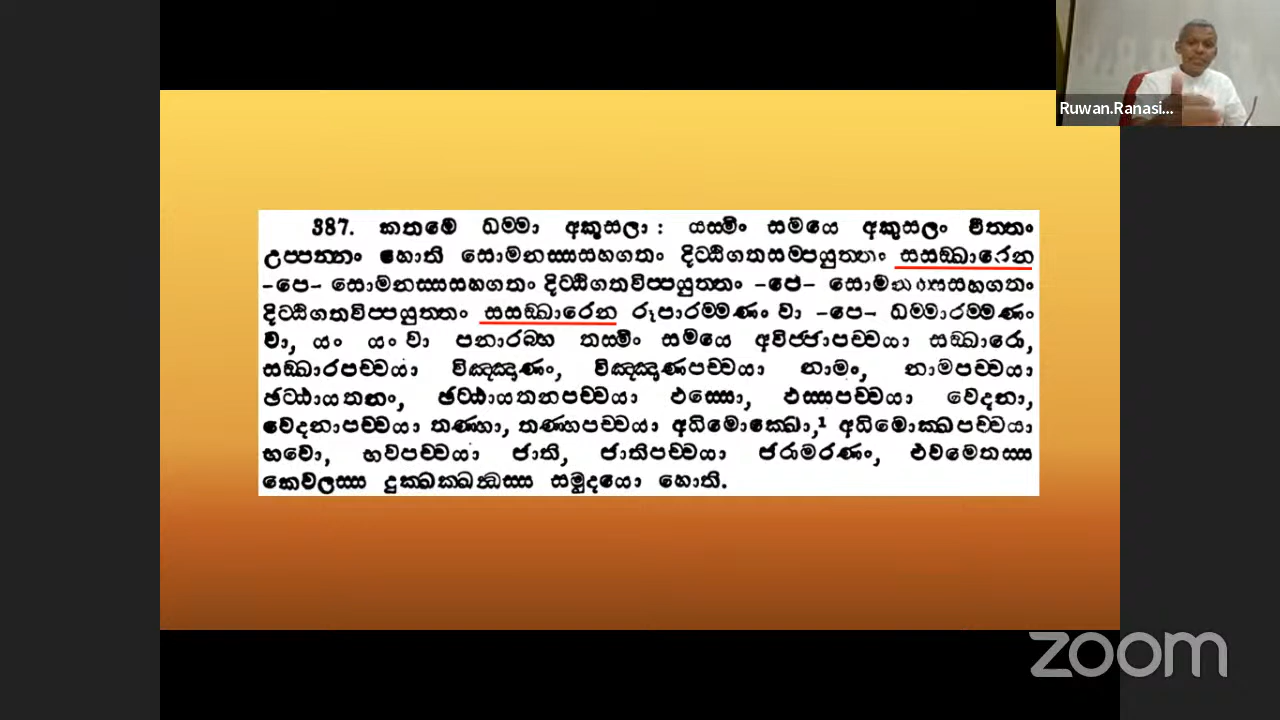 Ruwan.Ranasi...
387. කතමේ ධම්මා අකුසලා : යස්මිං සමයෙ අකුසලං චිත්තං
උප්පන්නං හොති සොමනස්සසහගතං දිට්ඨිගතසම්පයුත්තං සසඞ්ඛාරෙන
-පෙ- සොමනස්සසහගතං දිට්ඨිගතවිප්පයුත්තං -පේ- සොමනස්සසහගතං
දිට්ඨිගතවිප්පයුත්තං සසඞ්ඛාරෙන රූපාරම්මණං වා -පෙ- ධම්මාරම්මණං
වා, යං යං වා පනාරබ්භ තස්මිං සමයෙ අවිජ්ජාපච්චයා සඞ්ඛාරො,
සඞ්ඛාරපච්චයා විඤ්ඤාණං, විඤ්ඤාණපච්චයා නාමං, නාමපච්චයා
ඡට්ඨායතනං, ඡට්ඨායතනපච්චයා ඵස්සො, ඵස්සපච්චයා වේදනා,
වේදනාපච්චයා තණ්හා, තණ්හාපච්චයා අධිමොක්ඛො,¹ අධිමොක්ඛපච්චයා
භවො, භවපච්චයා ජාති, ජාතිපච්චයා ජරාමරණං, එවමෙතස්ස
කෙවලස්ස දුක්ඛක්ඛන්ධස්ස සමුදයො හොති.
zoom